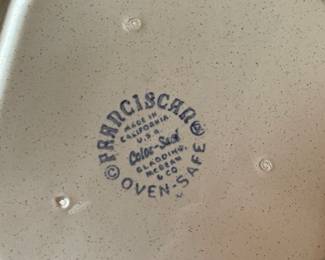 © FRANCISCAN ®
MADE IN
CALIFORNIA
U.S.A.
Color-Seal
GLADDING,
McBEAN
& CO.
OVEN-SAFE